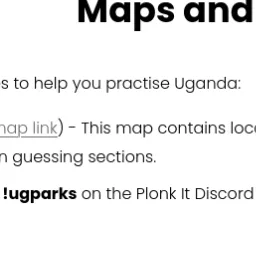 Maps and
s to help you practise Uganda:
map link) - This map contains loc
n guessing sections.
!ugparks on the Plonk It Discord